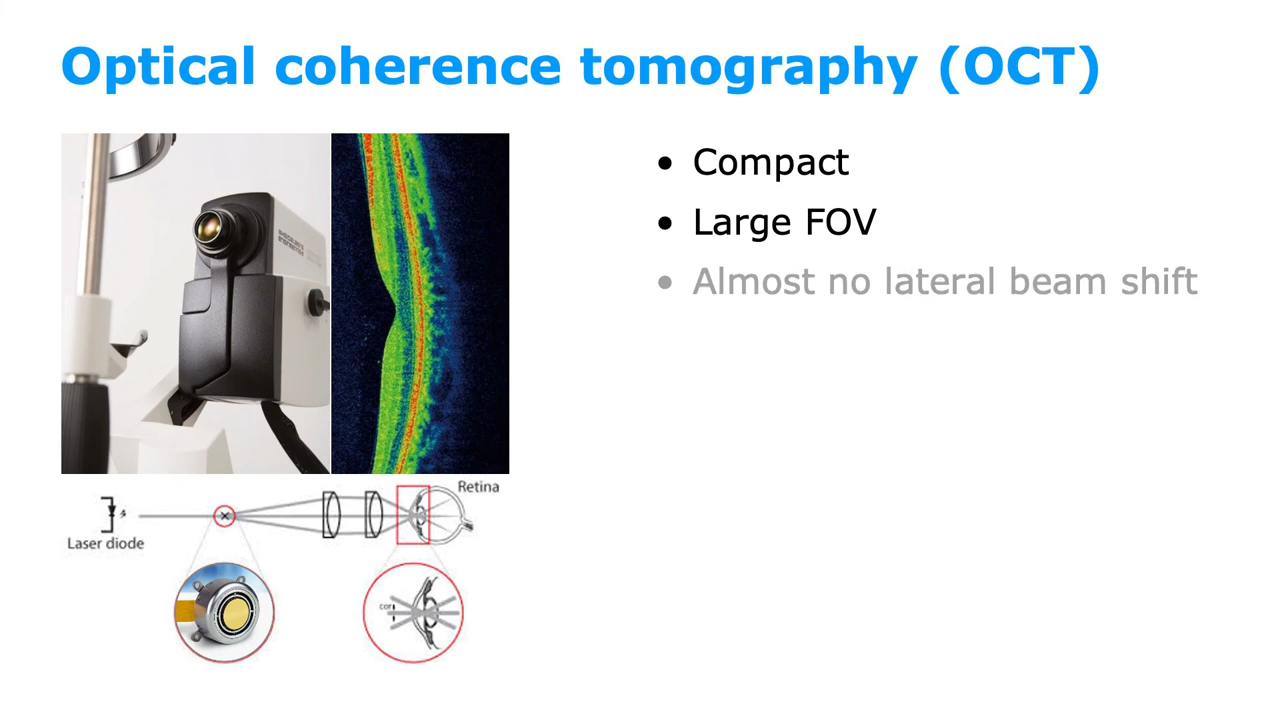 Optical coherence tomography (OCT)
• Compact
• Large FOV
• Almost no lateral beam shift
Retina
Laser diode